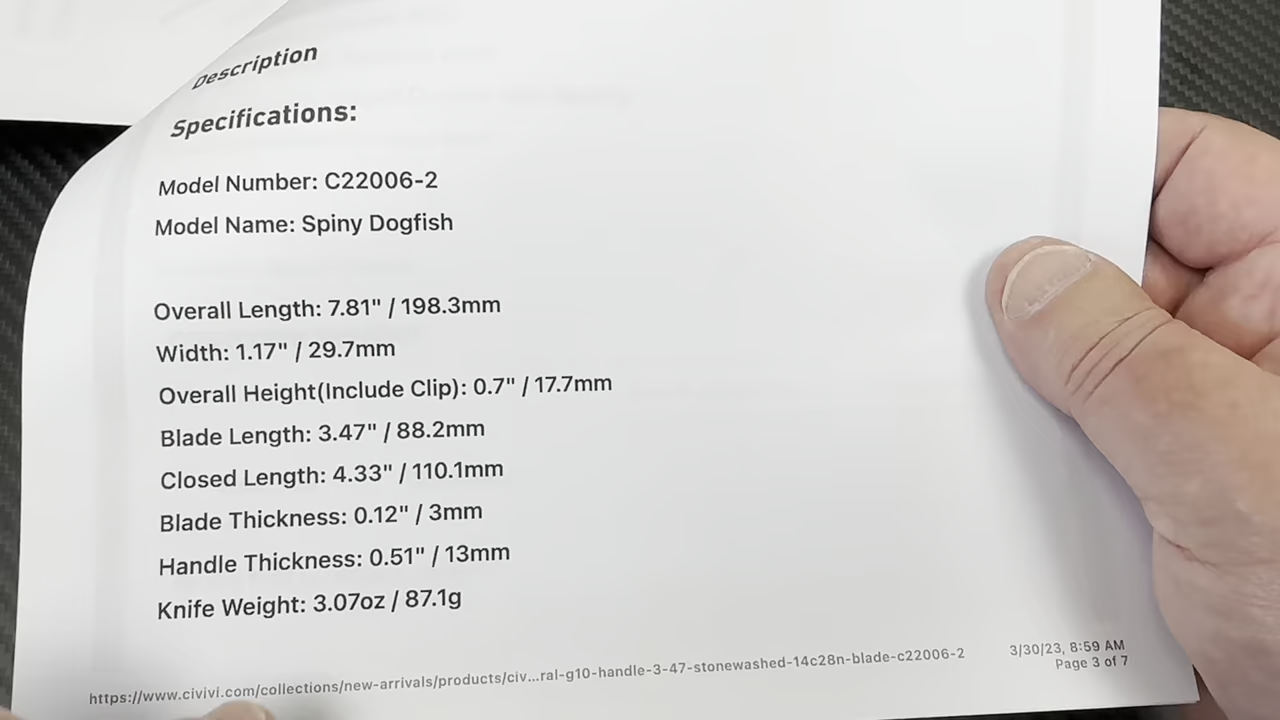 Description
Specifications:
Model Number: C22006-2
Model Name: Spiny Dogfish
Overall Length: 7.81" / 198.3mm
Width: 1.17" / 29.7mm
Overall Height(Include Clip): 0.7" / 17.7mm
Blade Length: 3.47" / 88.2mm
Closed Length: 4.33" / 110.1mm
Blade Thickness: 0.12" / 3mm
Handle Thickness: 0.51" / 13mm
Knife Weight: 3.07oz / 87.1g
https://www.civivi.com/collections/new-arrivals/products/civ...ral-g10-handle-3-47-stonewashed-14c28n-blade-c22006-2
3/30/23, 8:59 AM
Page 3 of 7